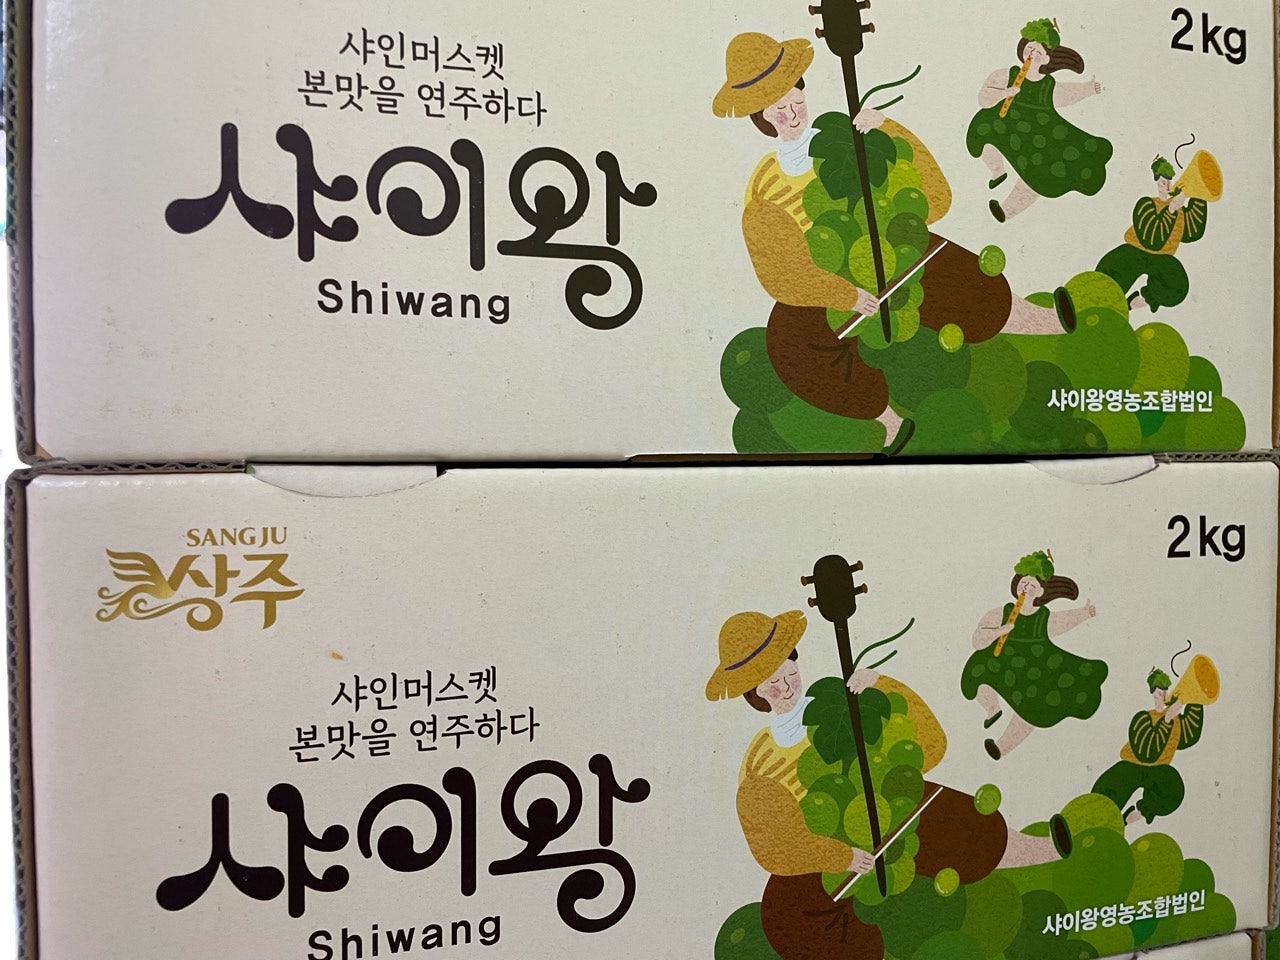 2kg
샤인머스켓
본맛을 연주하다
샤이왕
Shiwang
샤이왕영농조합법인
SANGJU
상주
2kg
샤인머스켓
본맛을 연주하다
샤이왕
Shiwang
샤이왕영농조합법인